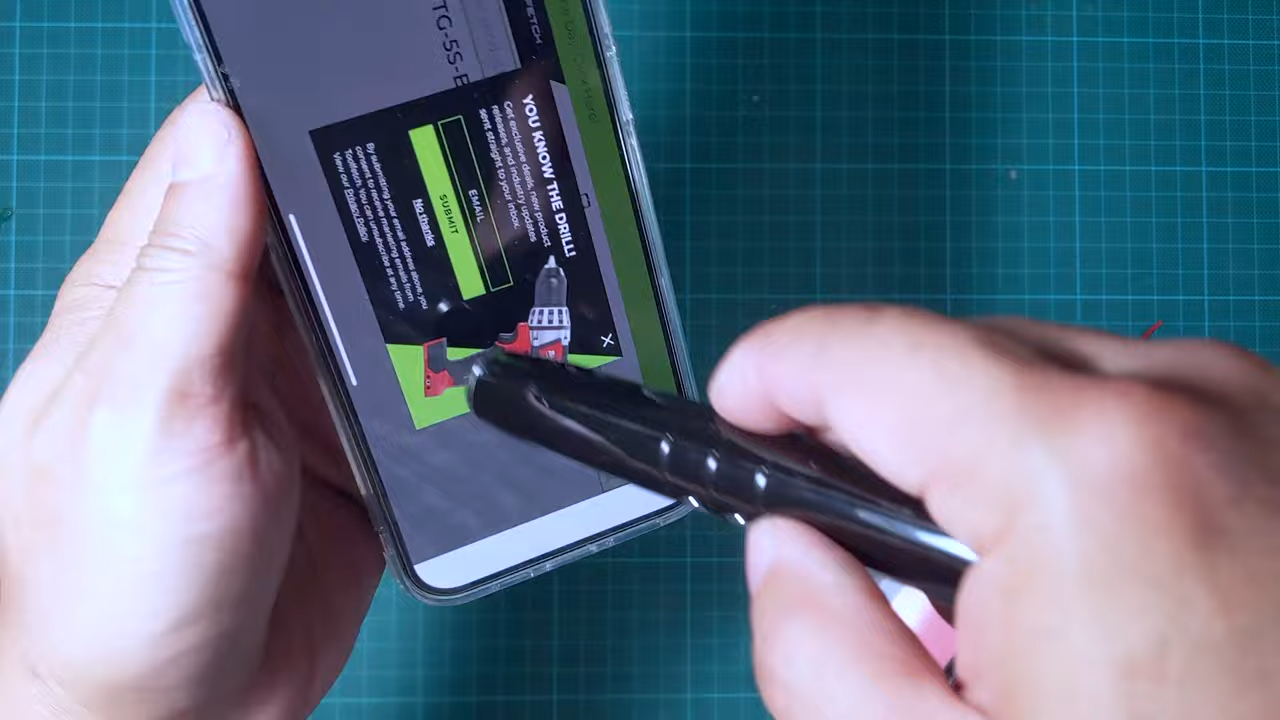 TG-5S-E
YOU KNOW THE DRILL!
Get exclusive deals, new product
releases, and industry updates
sent straight to your inbox.
EMAIL
SUBMIT
No thanks
By submitting your email address above, you
consent to receive marketing emails from
Toolfetch. You can unsubscribe at any time.
View our Privacy Policy.